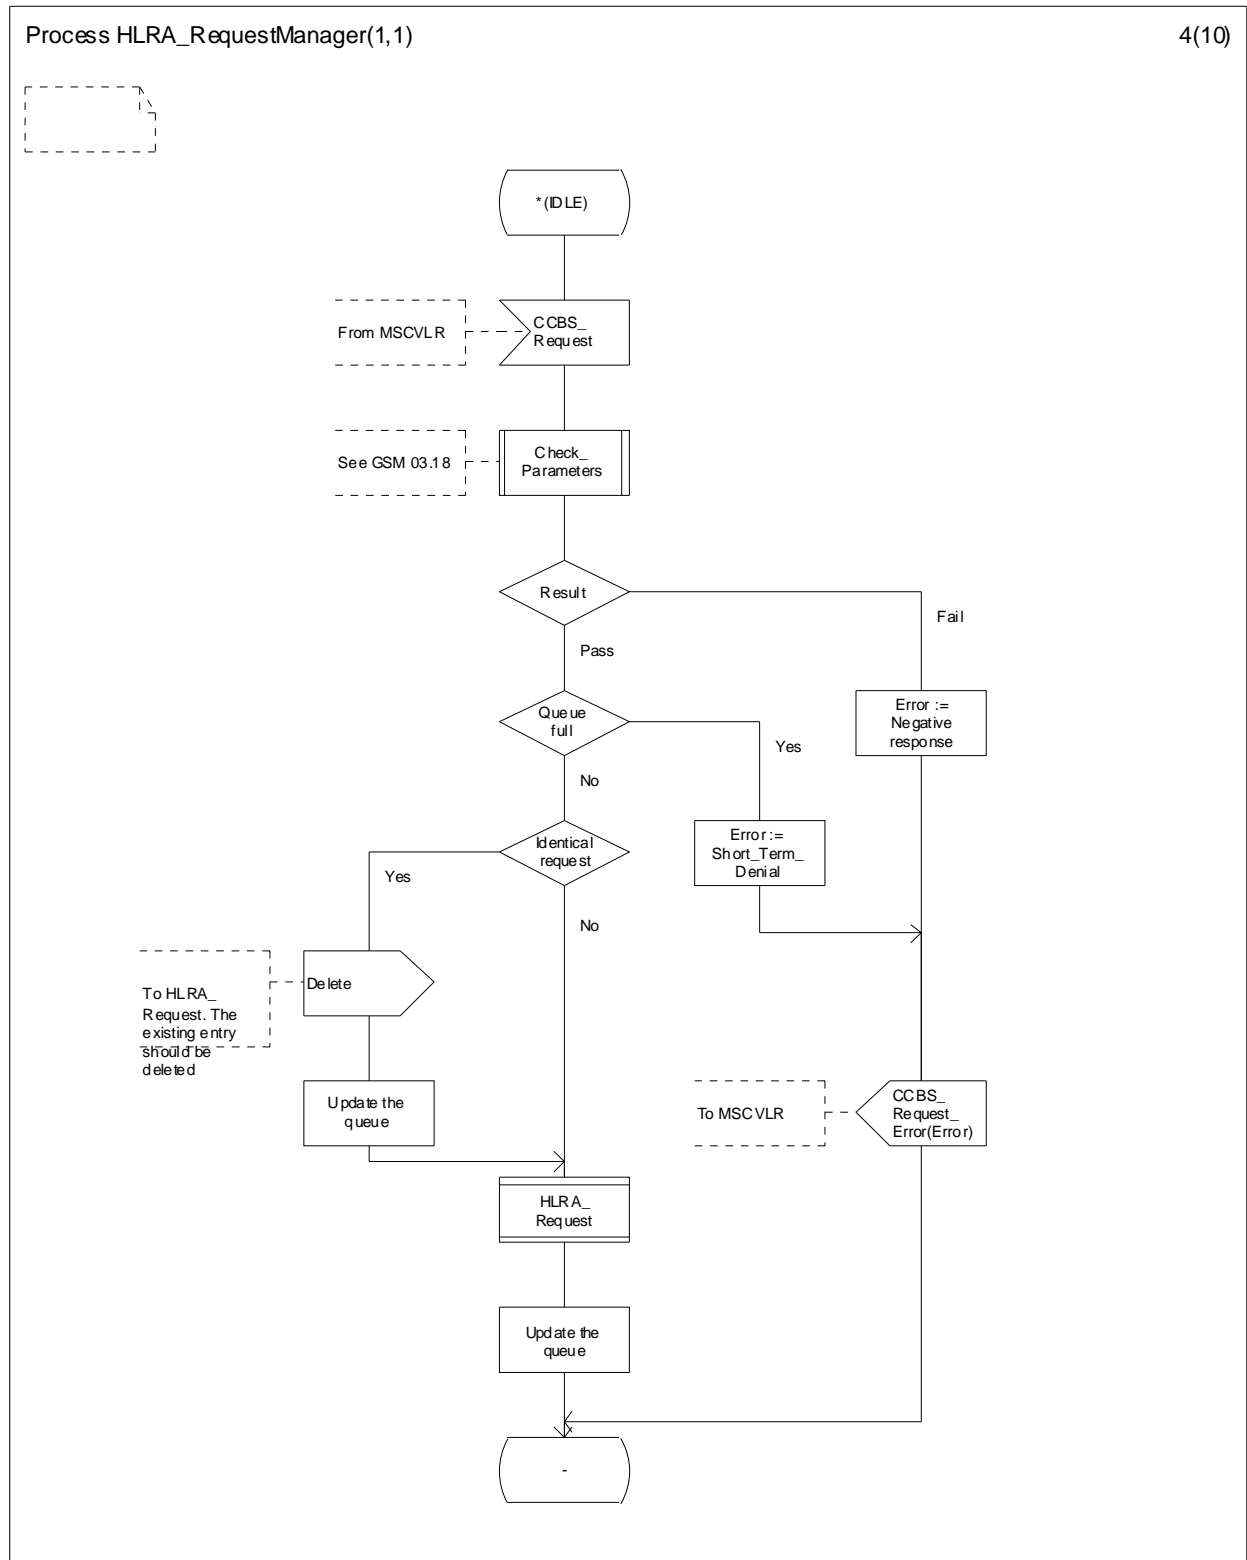 Process HLRA_RequestManager(1,1)
4(10)
*(IDLE)
From MSCVLR
CCBS_
Request
See GSM 03.18
Check_
Parameters
Result
Fail
Pass
Queue
full
Error :=
Negative
response
Yes
No
Identical
request
Error :=
Short_Term_
Denial
Yes
No
Delete
To HLRA_
Request. The
existing entry
should be
deleted
Update the
queue
To MSCVLR
CCBS_
Request_
Error(Error)
HLRA_
Request
Update the
queue
-